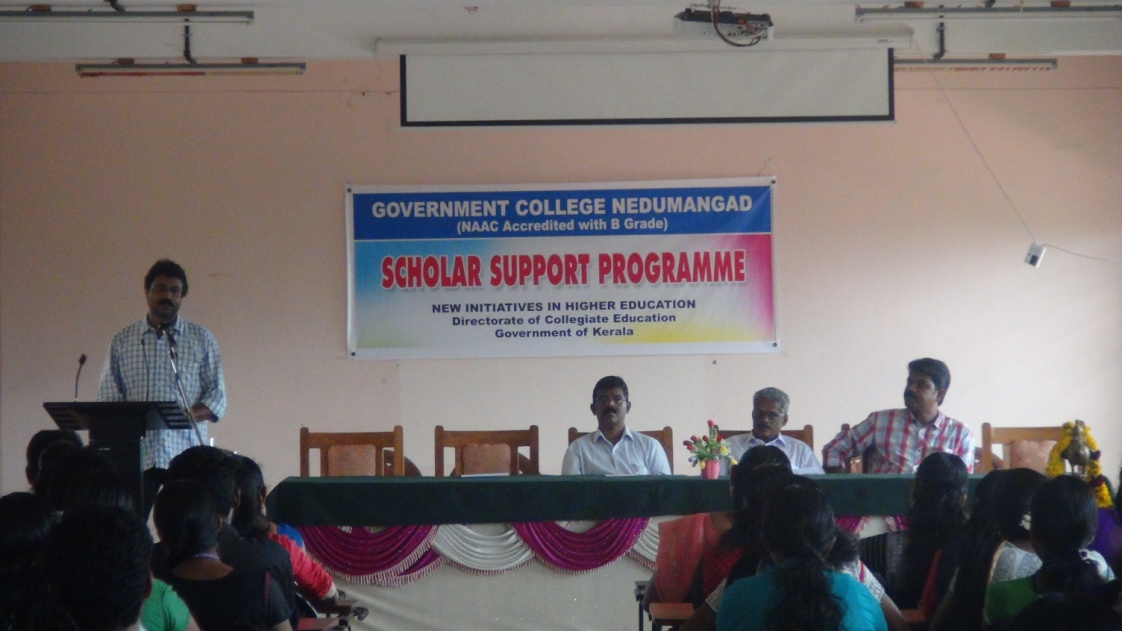 GOVERNMENT COLLEGE NEDUMANGAD
(NAAC Accredited with B Grade)
SCHOLAR SUPPORT PROGRAMME
NEW INITIATIVES IN HIGHER EDUCATION
Directorate of Collegiate Education
Government of Kerala